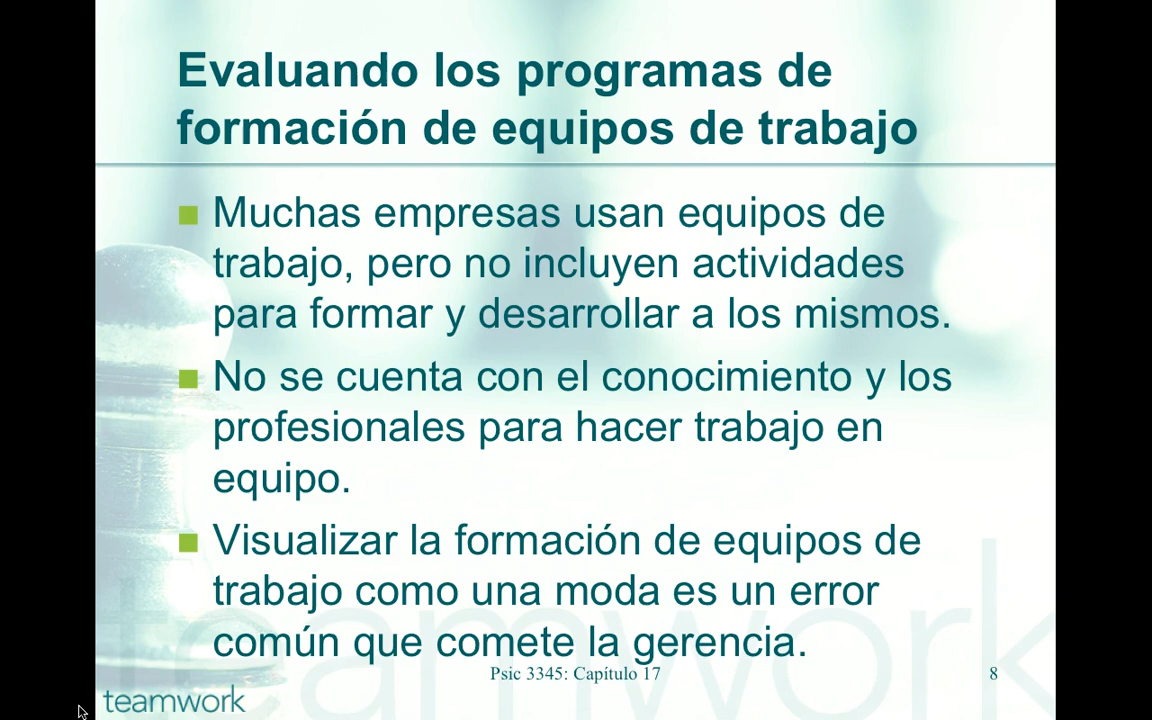 Evaluando los programas de
formación de equipos de trabajo
Muchas empresas usan equipos de
trabajo, pero no incluyen actividades
para formar y desarrollar a los mismos.
No se cuenta con el conocimiento y los
profesionales para hacer trabajo en
equipo.
Visualizar la formación de equipos de
trabajo como una moda es un error
común que comete la gerencia.
teamwork
Psic 3345: Capítulo 17
8
teamwork